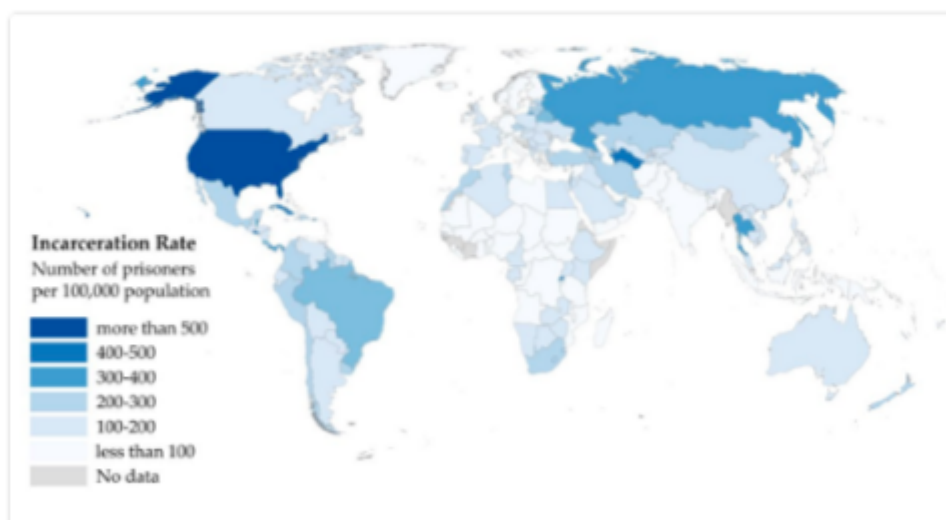 Incarceration Rate
Number of prisoners
per 100,000 population
more than 500
400-500
300-400
200-300
100-200
less than 100
No data